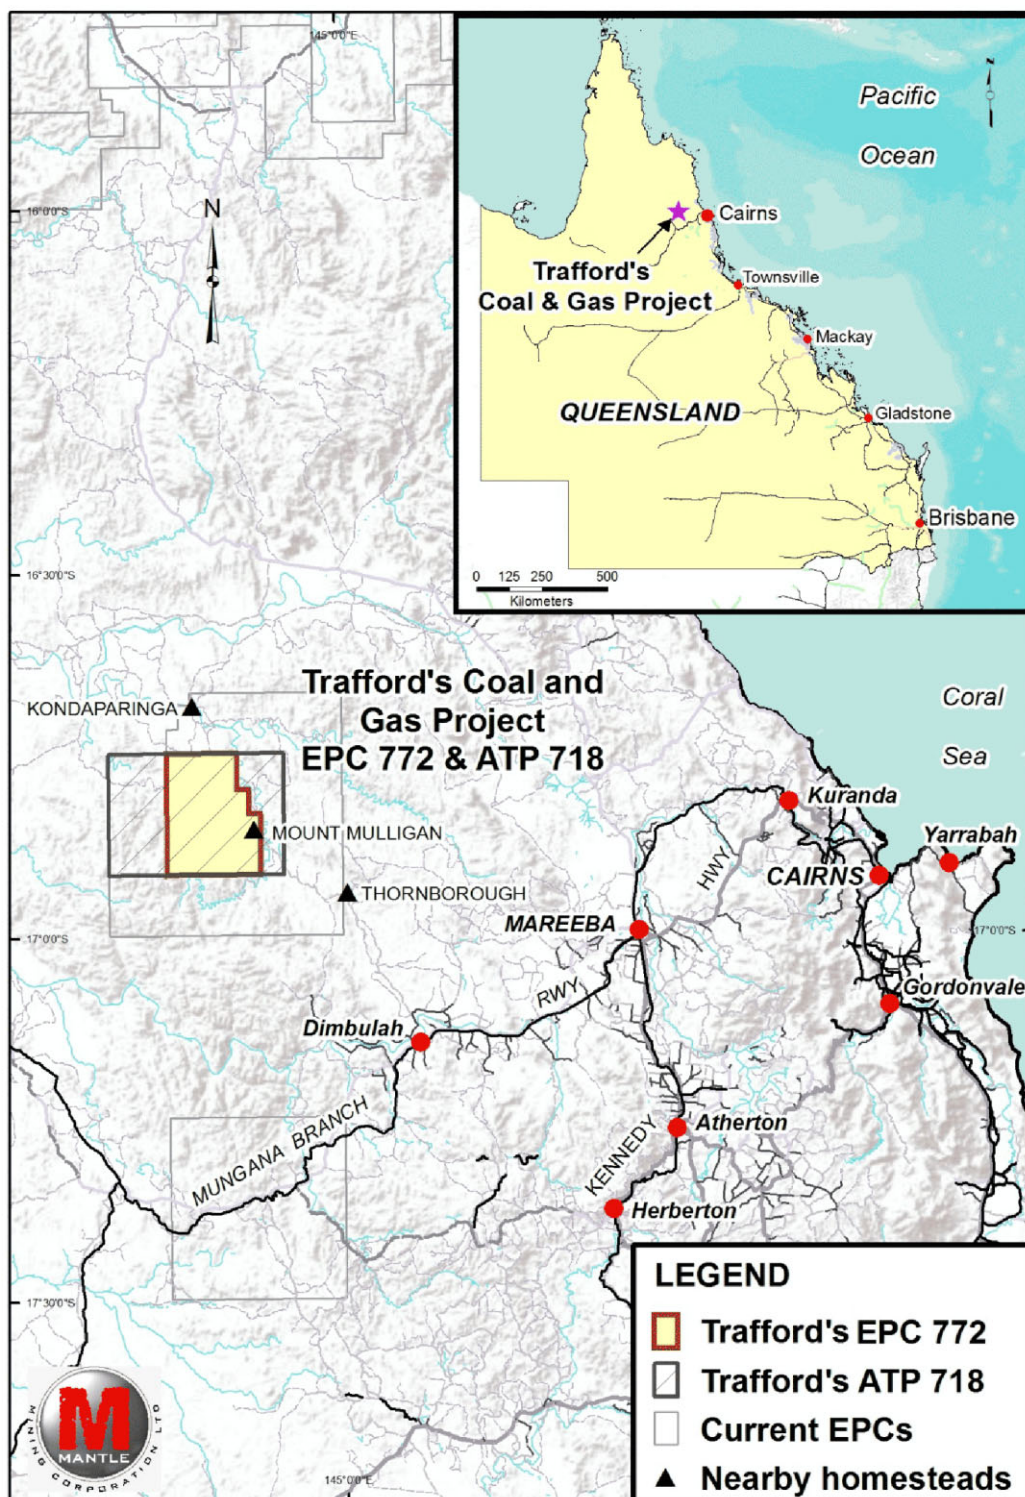 145°0'0"E
N
16°0'0"S
16°30'0"S
Pacific
Ocean
N
Cairns
Trafford's
Coal & Gas Project
Townsville
Mackay
QUEENSLAND
Gladstone
Brisbane
0 125 250 500
Kilometers
Trafford's Coal and
Gas Project
EPC 772 & ATP 718
KONDAPARINGA
MOUNT MULLIGAN
THORNBOROUGH
Coral
Sea
Kuranda
Yarrabah
CAIRNS
HWY
MAREEBA
17°0'0"S
17°0'0"S
RWY
Gordonvale
Dimbulah
MUNGANA BRANCH
KENNEDY
Atherton
Herberton
17°30'0"S
145°0'0"E
LEGEND
Trafford's EPC 772
Trafford's ATP 718
Current EPCs
Nearby homesteads
M
MANTLE
MINING CORPORATION LTD